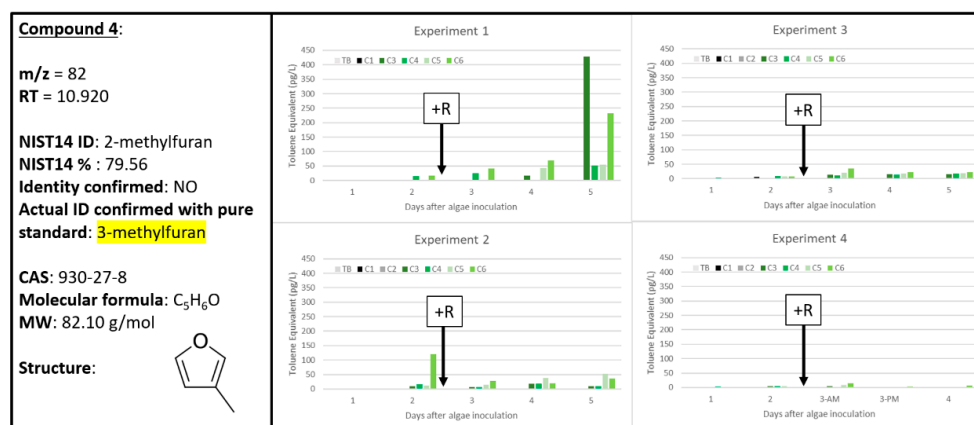 Compound 4:
m/z = 82
RT = 10.920
NIST14 ID: 2-methylfuran
NIST14 % : 79.56
Identity confirmed: NO
Actual ID confirmed with pure
standard: 3-methylfuran
CAS: 930-27-8
Molecular formula: C₅H₆O
MW: 82.10 g/mol
Structure:
O
Experiment 1
TB C1 C2 C3 C4 C5 C6
Toluene Equivalent (pg/L)
450
400
350
300
250
200
150
100
50
0
+R
1 2 3 4 5
Days after algae inoculation
Experiment 2
TB C1 C2 C3 C4 C5 C6
Toluene Equivalent (pg/L)
450
400
350
300
250
200
150
100
50
0
+R
1 2 3 4 5
Days after algae inoculation
Experiment 3
TB C1 C2 C3 C4 C5 C6
Toluene Equivalent (pg/L)
450
400
350
300
250
200
150
100
50
0
+R
1 2 3 4 5
Days after algae inoculation
Experiment 4
TB C1 C2 C3 C4 C5 C6
Toluene Equivalent (pg/L)
450
400
350
300
250
200
150
100
50
0
+R
1 2 3-AM 3-PM 4
Days after algae inoculation